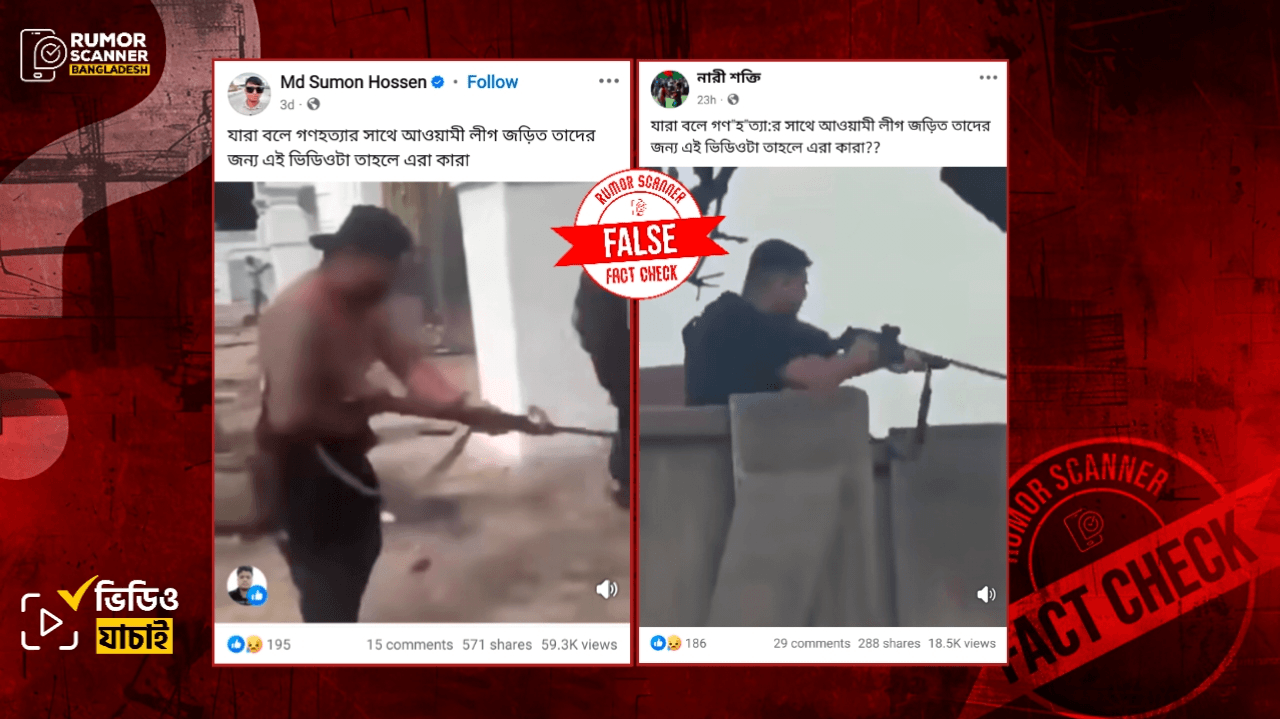 RUMOR
SCANNER
BANGLADESH
Md Sumon Hossen · Follow
3d ·
যারা বলে গণহত্যার সাথে আওয়ামী লীগ জড়িত তাদের
জন্য এই ভিডিওটা তাহলে এরা কারা
195
15 comments 571 shares 59.3K views
নারী শক্তি
23h ·
যারা বলে গণ"হ"ত্যা:র সাথে আওয়ামী লীগ জড়িত তাদের
জন্য এই ভিডিওটা তাহলে এরা কারা??
186
29 comments 288 shares 18.5K views
RUMOR SCANNER
FALSE
FACT CHECK
ভিডিও
যাচাই
RUMOR SCANNER
FACT CHECK